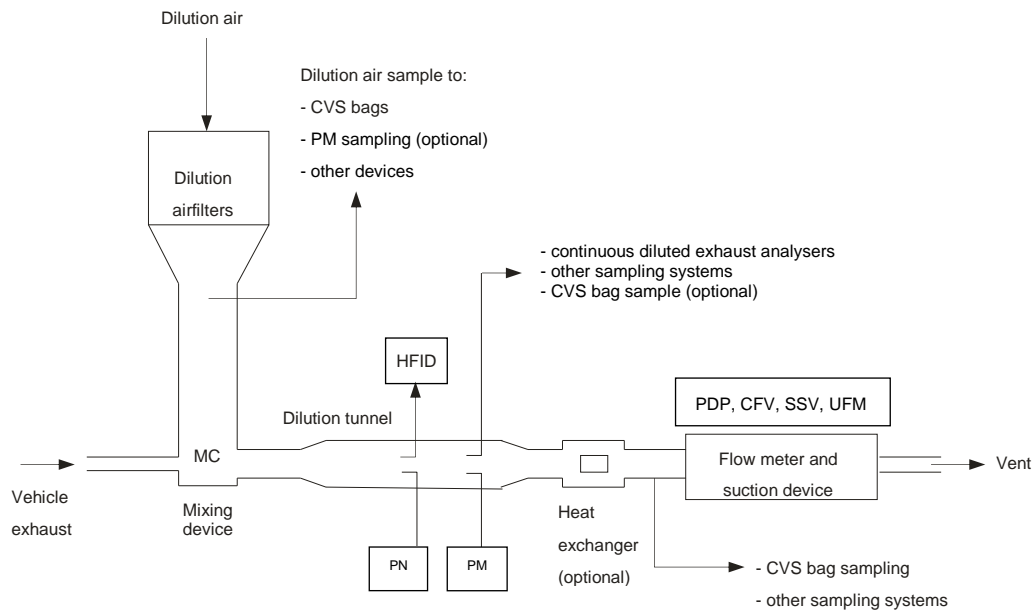 Dilution air
Dilution air sample to:
- CVS bags
- PM sampling (optional)
- other devices
Dilution
airfilters
- continuous diluted exhaust analysers
- other sampling systems
- CVS bag sample (optional)
HFID
PDP, CFV, SSV, UFM
Dilution tunnel
MC
Flow meter and
suction device
Vent
Vehicle
exhaust
Mixing
device
Heat
exchanger
(optional)
PN
PM
- CVS bag sampling
- other sampling systems